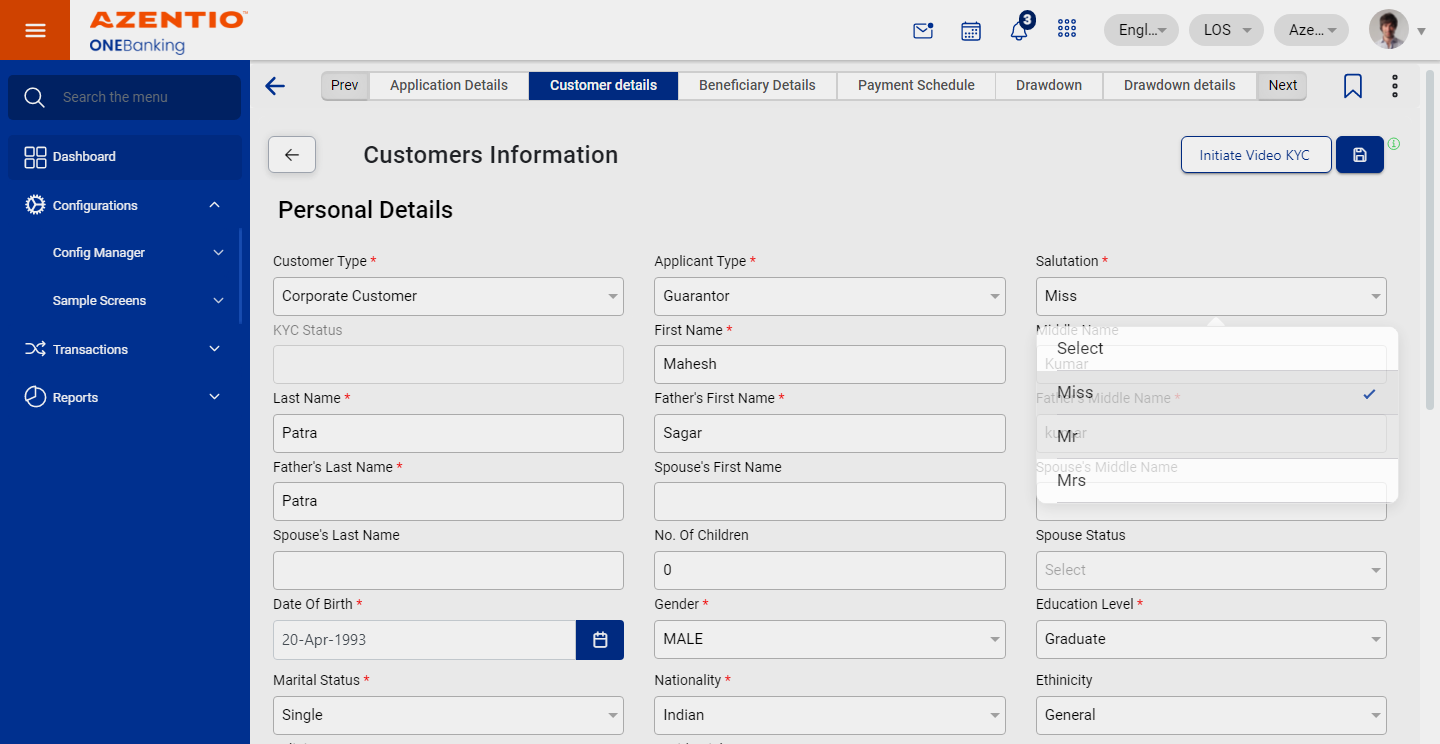 AZENTIO™
ONEBanking
3
Engl...
LOS
Aze...
Search the menu
Dashboard
Configurations
Config Manager
Sample Screens
Transactions
Reports
Prev
Application Details
Customer details
Beneficiary Details
Payment Schedule
Drawdown
Drawdown details
Next
Customers Information
Initiate Video KYC
Personal Details
Customer Type *
Applicant Type *
Salutation *
Corporate Customer
Guarantor
Miss
KYC Status
First Name *
Middle Name
Mahesh
Kumar
Select
Miss
Mr
Mrs
Last Name *
Father's First Name *
Father's Middle Name *
Patra
Sagar
kumar
Father's Last Name *
Spouse's First Name
Spouse's Middle Name
Patra
Spouse's Last Name
No. Of Children
Spouse Status
0
Select
Date Of Birth *
Gender *
Education Level *
20-Apr-1993
MALE
Graduate
Marital Status *
Nationality *
Ethinicity
Single
Indian
General